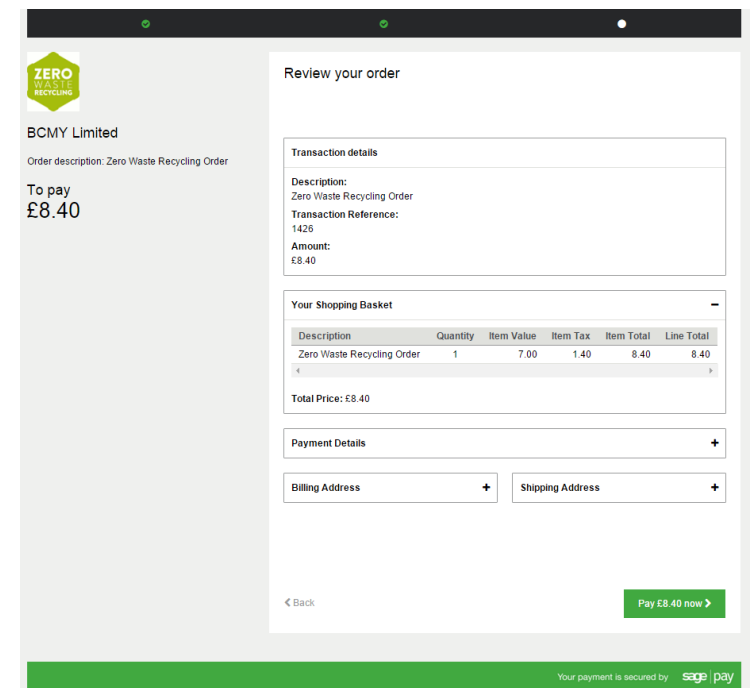 ZERO
WASTE
RECYCLING
BCMY Limited
Order description: Zero Waste Recycling Order
To pay
£8.40
Review your order
Transaction details
Description:
Zero Waste Recycling Order
Transaction Reference:
1426
Amount:
£8.40
Your Shopping Basket
Description Quantity Item Value Item Tax Item Total Line Total
Zero Waste Recycling Order 1 7.00 1.40 8.40 8.40
Total Price: £8.40
Payment Details
Billing Address
Shipping Address
Back
Pay £8.40 now
Your payment is secured by sage pay